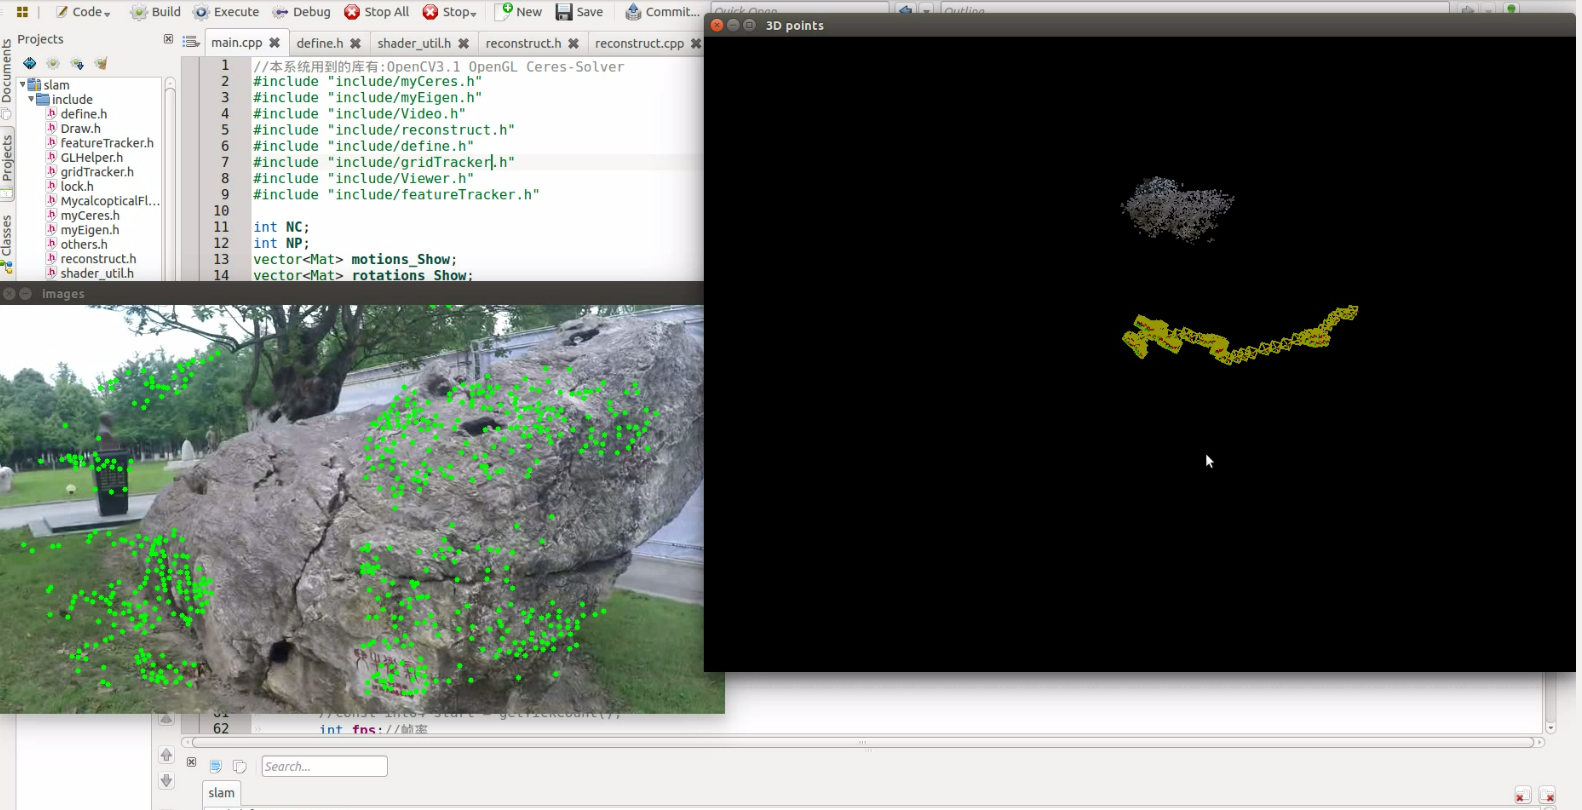 Code
Build
Execute
Debug
Stop All
Stop
New
Save
Commit...
Quick Open...
Outline
3D points
Documents
Projects
Classes
Projects
slam
include
define.h
Draw.h
featureTracker.h
GLHelper.h
gridTracker.h
lock.h
MycalcopticalFl...
myCeres.h
myEigen.h
others.h
reconstruct.h
shader_util.h
main.cpp
define.h
shader_util.h
reconstruct.h
reconstruct.cpp
1 //本系统用到的库有:OpenCV3.1 OpenGL Ceres-Solver
2 #include "include/myCeres.h"
3 #include "include/myEigen.h"
4 #include "include/Video.h"
5 #include "include/reconstruct.h"
6 #include "include/define.h"
7 #include "include/gridTracker.h"
8 #include "include/Viewer.h"
9 #include "include/featureTracker.h"
10
11 int NC;
12 int NP;
13 vector<Mat> motions_Show;
14 vector<Mat> rotations_Show;
images
61 //const int64 start = getTickCount();
62 int fps;//帧率
Search...
slam